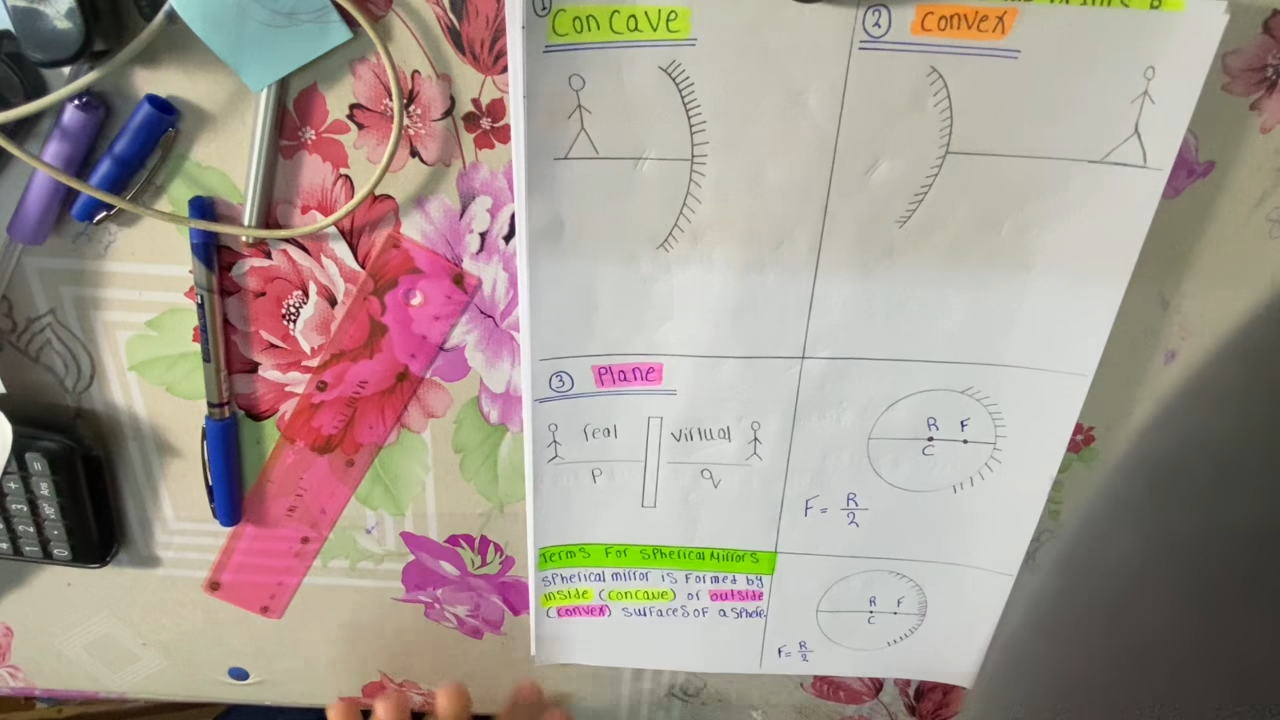 1
Concave
2
Convex
3
Plane
real
virtual
P
q
R F
C
F = R
2
Terms For Spherical Mirrors
Spherical mirror is Formed by
inside (concave) or outside
(convex) surfaces of a sphere.
R F
C
F = R
2